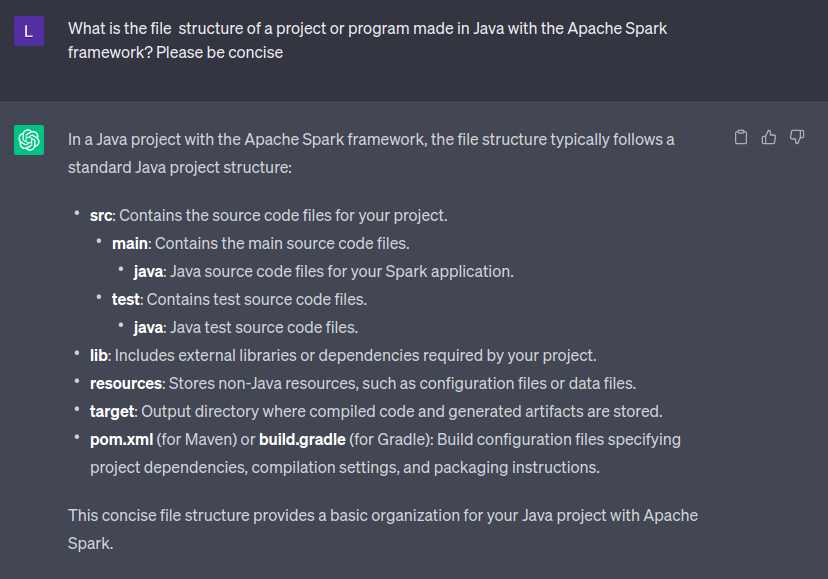 L
What is the file  structure of a project or program made in Java with the Apache Spark
framework? Please be concise
In a Java project with the Apache Spark framework, the file structure typically follows a
standard Java project structure:
• src: Contains the source code files for your project.
• main: Contains the main source code files.
• java: Java source code files for your Spark application.
• test: Contains test source code files.
• java: Java test source code files.
• lib: Includes external libraries or dependencies required by your project.
• resources: Stores non-Java resources, such as configuration files or data files.
• target: Output directory where compiled code and generated artifacts are stored.
• pom.xml (for Maven) or build.gradle (for Gradle): Build configuration files specifying
project dependencies, compilation settings, and packaging instructions.
This concise file structure provides a basic organization for your Java project with Apache
Spark.